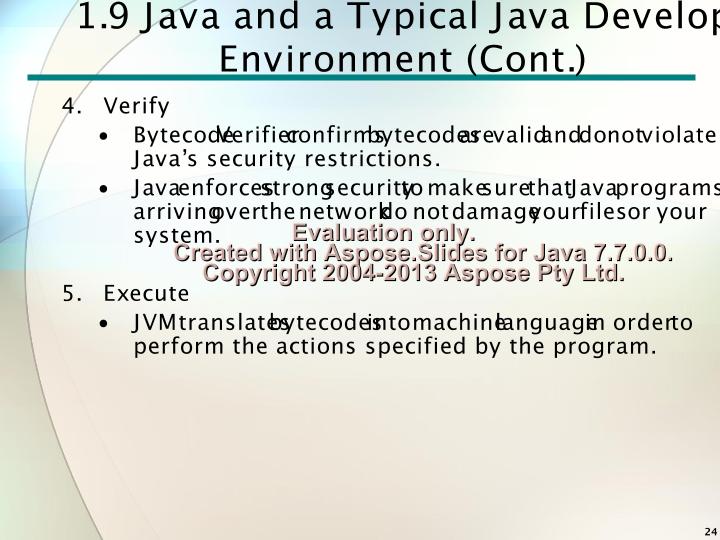 1.9 Java and a Typical Java Develop
Environment (Cont.)
4. Verify
• Bytecode Verifier confirms bytecodes are valid and do not violate
Java’s security restrictions.
• Java enforces strong security to make sure that Java programs
arriving over the network do not damage your files or your
system.
Evaluation only.
Created with Aspose.Slides for Java 7.7.0.0.
Copyright 2004-2013 Aspose Pty Ltd.
5. Execute
• JVM translates bytecodes into machine language in order to
perform the actions specified by the program.
24